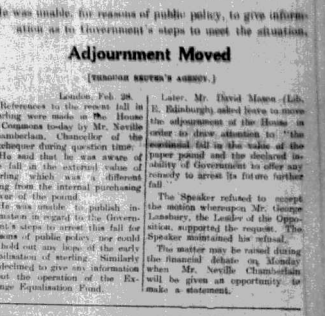 He was unable, for reasons of public policy, to give inform-
ation as to Government's steps to meet the situation.
Adjournment Moved
[THROUGH REUTER'S AGENCY.]
London, Feb 28.
References to the recent fall in
rling were made in the House
Commons today by Mr. Neville
amberlain, Chancellor of the
chequer during question time.
He said that he was aware of
fall in the external value of
rling which was a different
ng from the internal purchasing
wer of the pound.
He was unable to publish in-
mation in regard to the Govern-
t's steps to arrest this fall for
sons of public policy, nor could
hold out any hope of the early
bilisation of sterling. Similarly
declined to give any information
ut the operation of the Ex-
nge Equalisation Fund.
Later, Mr. David Mason (Lib.
E. Edinburgh) asked leave to move
the adjournment of the House in
order to draw attention to "the
continual fall in the value of the
paper pound and the declared in-
ability of Government to offer any
remedy to arrest its future further
fall"
The Speaker refused to accept
the motion whereupon Mr. George
Lansbury, the Leader of the Oppo-
sition, supported the request. The
Speaker maintained his refusal.
The matter may be raised during
the financial debate on Monday
when Mr. Neville Chamberlain
will be given an opportunity to
make a statement.